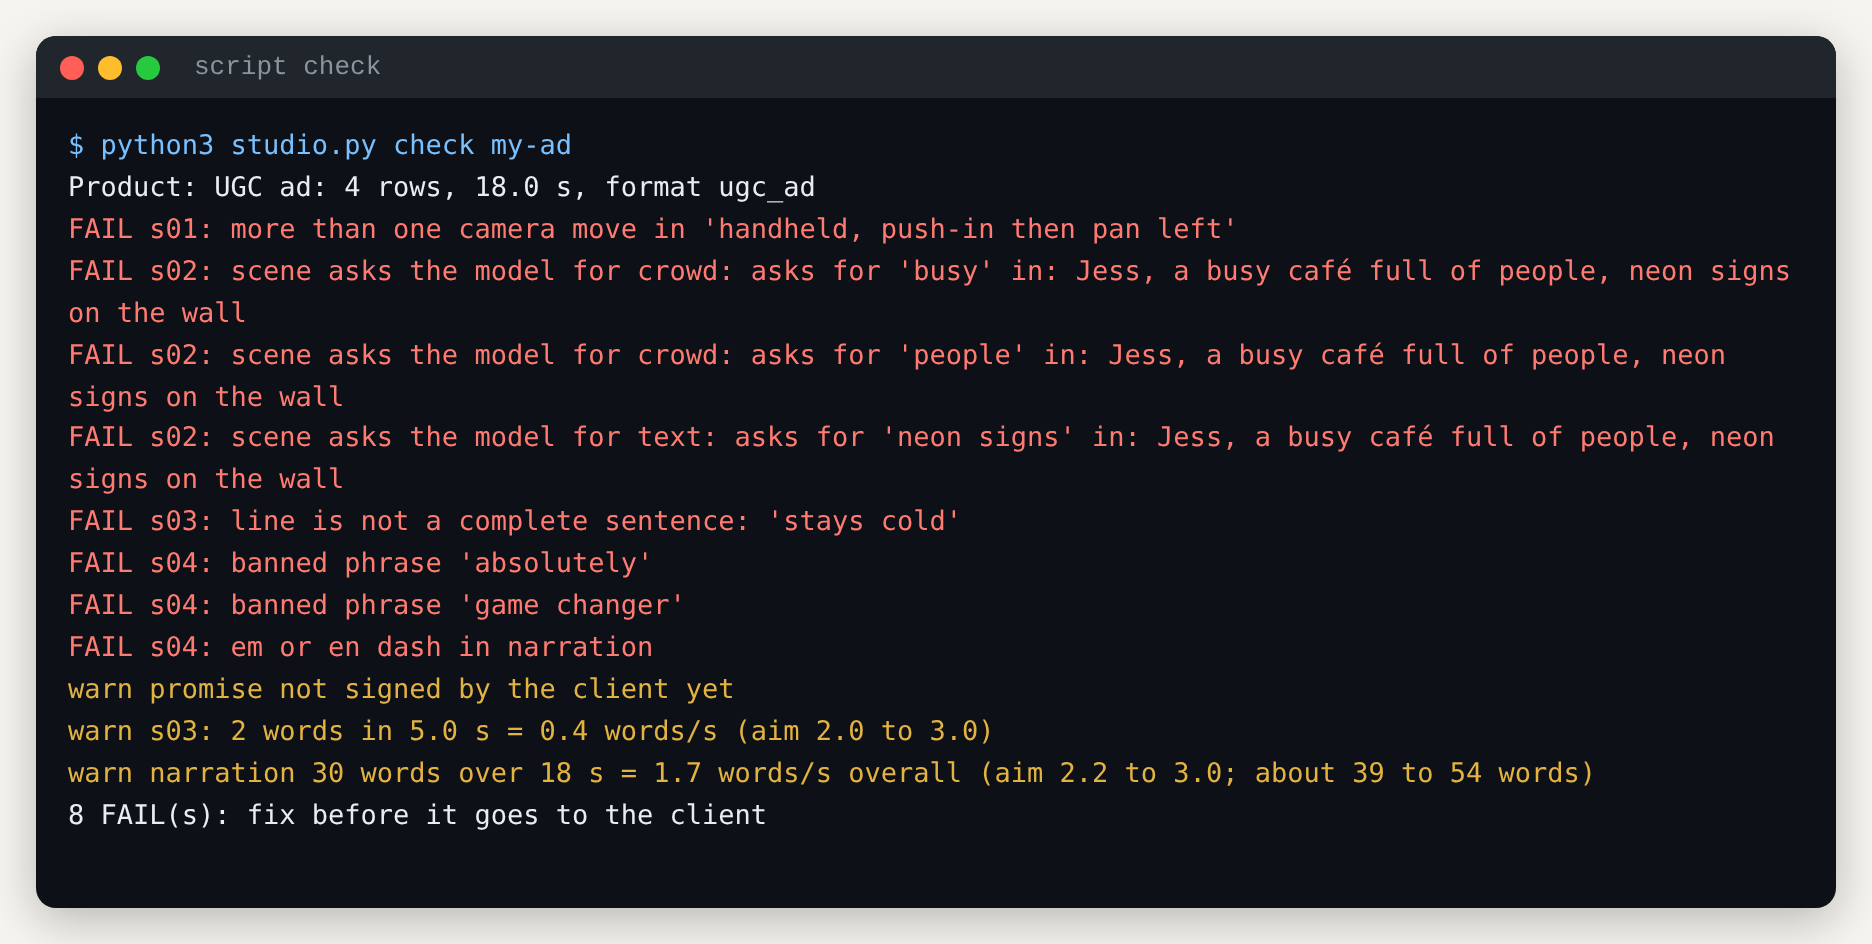 script check
$ python3 studio.py check my-ad
Product: UGC ad: 4 rows, 18.0 s, format ugc_ad
FAIL s01: more than one camera move in 'handheld, push-in then pan left'
FAIL s02: scene asks the model for crowd: asks for 'busy' in: Jess, a busy café full of people, neon signs
on the wall
FAIL s02: scene asks the model for crowd: asks for 'people' in: Jess, a busy café full of people, neon
signs on the wall
FAIL s02: scene asks the model for text: asks for 'neon signs' in: Jess, a busy café full of people, neon
signs on the wall
FAIL s03: line is not a complete sentence: 'stays cold'
FAIL s04: banned phrase 'absolutely'
FAIL s04: banned phrase 'game changer'
FAIL s04: em or en dash in narration
warn promise not signed by the client yet
warn s03: 2 words in 5.0 s = 0.4 words/s (aim 2.0 to 3.0)
warn narration 30 words over 18 s = 1.7 words/s overall (aim 2.2 to 3.0; about 39 to 54 words)
8 FAIL(s): fix before it goes to the client